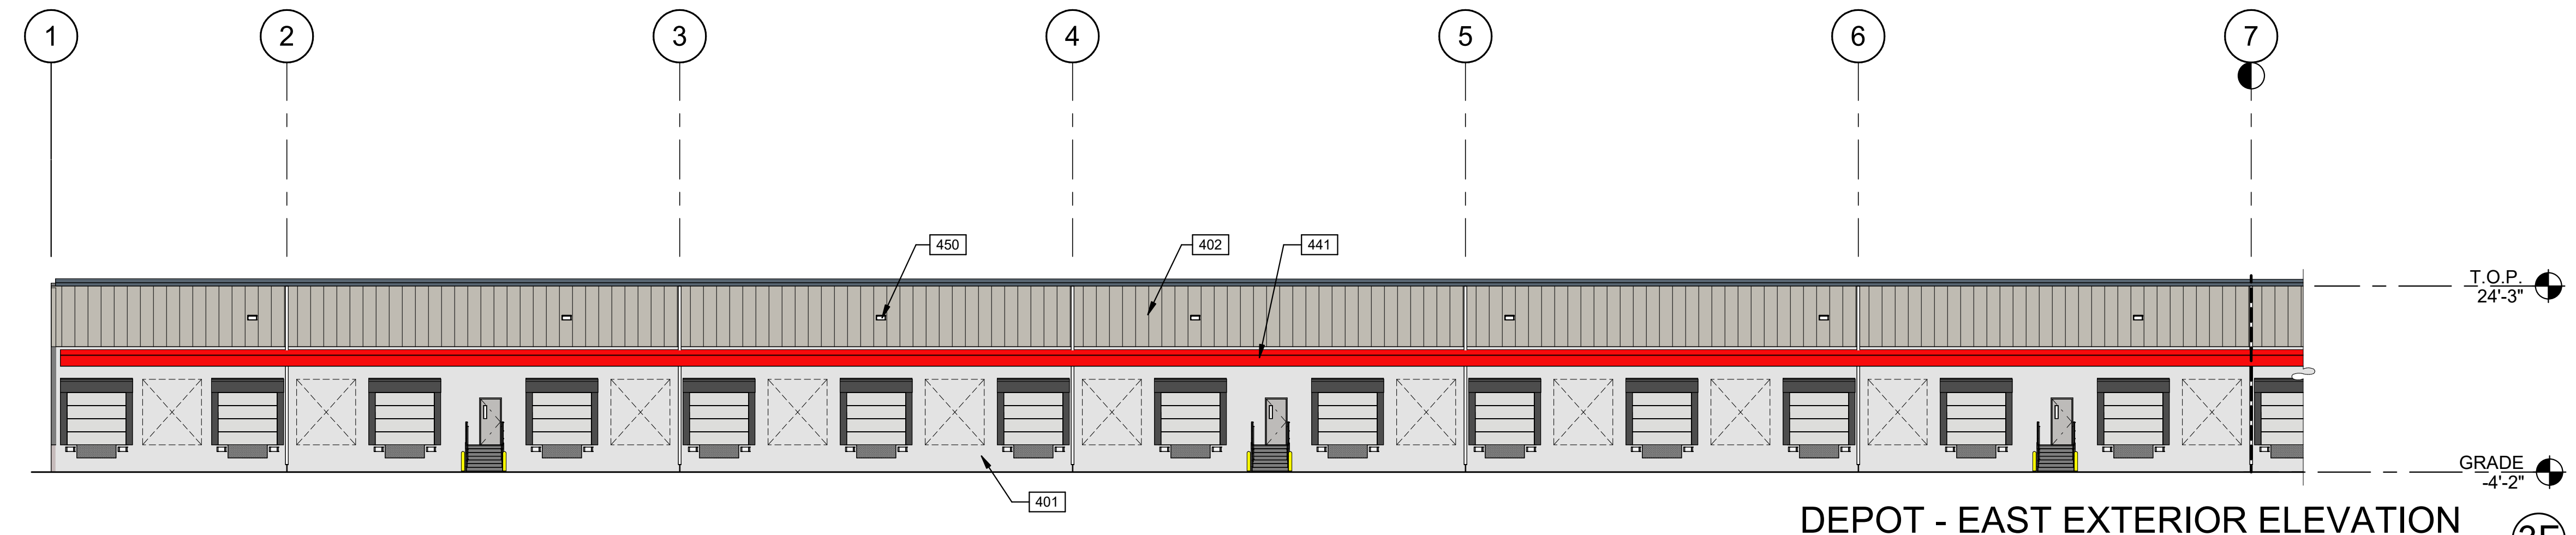 1 2 3 4 5 6 7
450 402 441
T.O.P.
24'-3"
GRADE
-4'-2"
401
DEPOT - EAST EXTERIOR ELEVATION